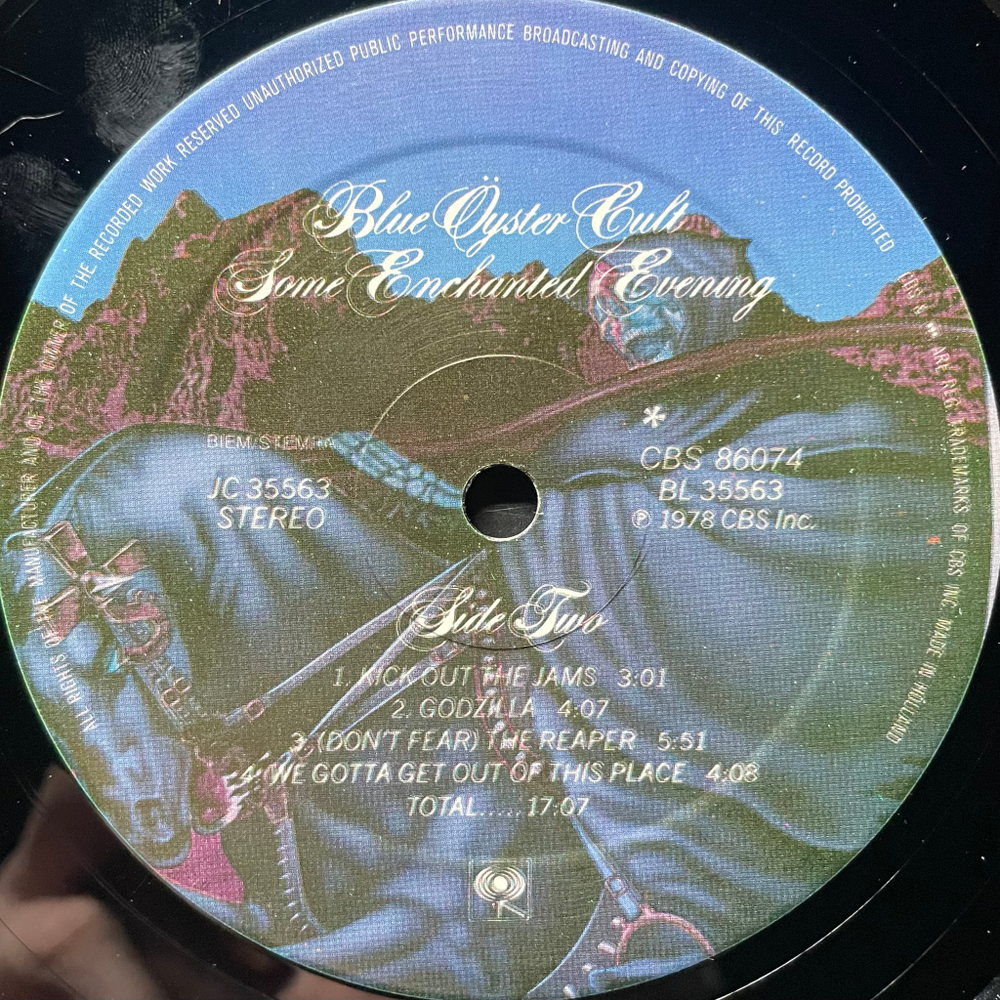 ALL RIGHTS OF THE MANUFACTURER AND OF THE OWNER OF THE RECORDED WORK RESERVED UNAUTHORIZED PUBLIC PERFORMANCE BROADCASTING AND COPYING OF THIS RECORD PROHIBITED
ARE REG. TRADEMARKS OF CBS INC. MADE IN HOLLAND
Blue Öyster Cult
Some Enchanted Evening
BIEM/STEMRA
JC 35563
STEREO
*
CBS 86074
BL 35563
℗ 1978 CBS Inc.
Side Two
1. KICK OUT THE JAMS 3:01
2. GODZILLA 4:07
3. (DON'T FEAR) THE REAPER 5:51
4. WE GOTTA GET OUT OF THIS PLACE 4:08
TOTAL..... 17:07